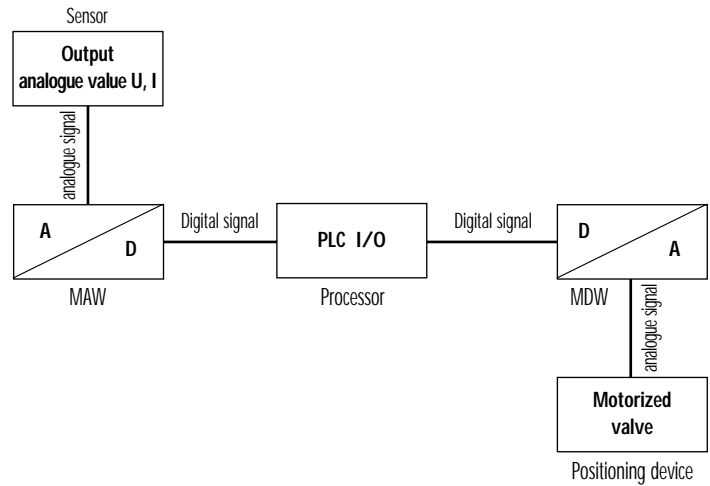 Sensor
Output
analogue value U, I
analogue signal
A
D
MAW
Digital signal
PLC I/O
Processor
Digital signal
D
A
MDW
analogue signal
Motorized
valve
Positioning device